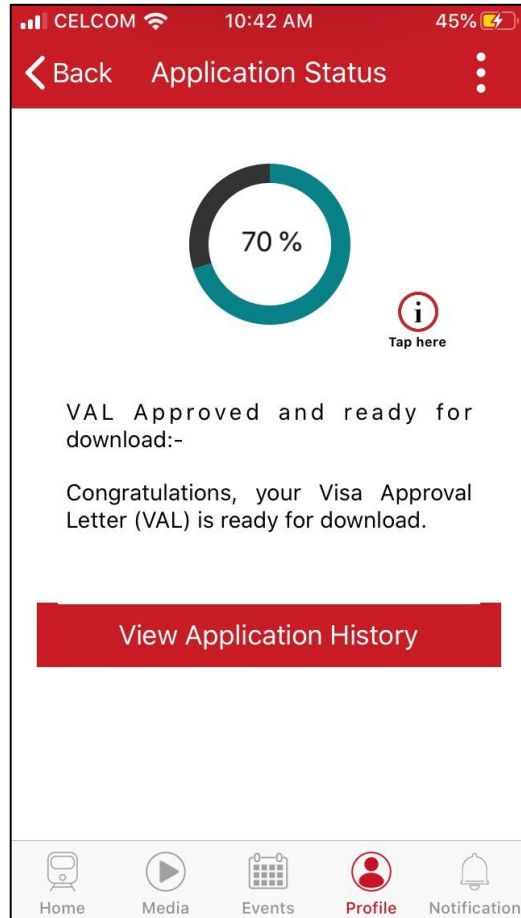 CELCOM 10:42 AM 45%
Back Application Status
70 %
i
Tap here
VAL Approved and ready for
download:-
Congratulations, your Visa Approval
Letter (VAL) is ready for download.
View Application History
Home Media Events Profile Notification